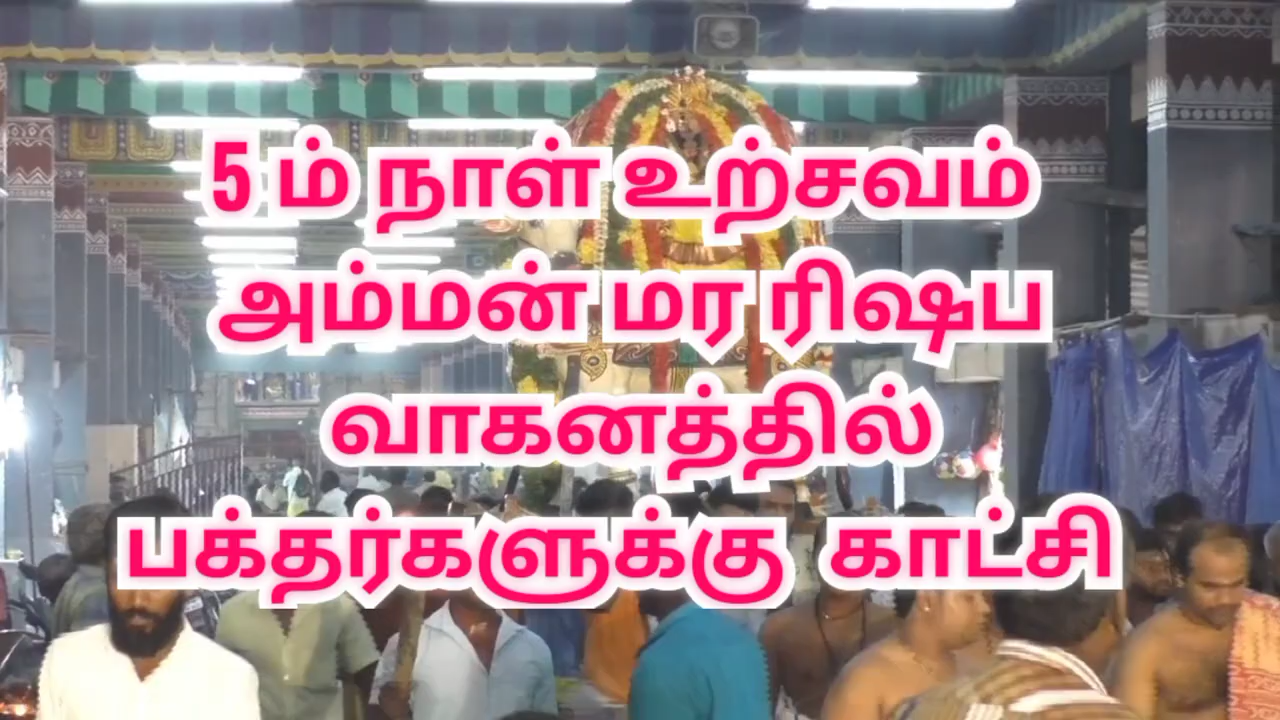 5 ம் நாள் உற்சவம்
அம்மன் மர ரிஷப
வாகனத்தில்
பக்தர்களுக்கு காட்சி